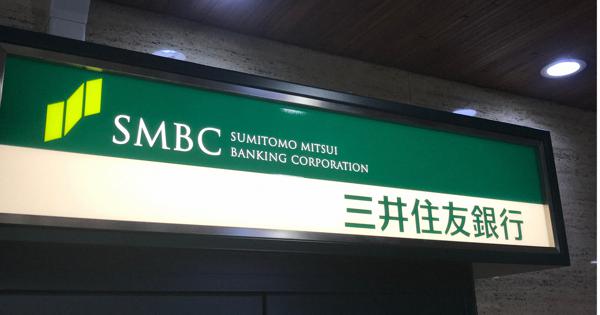 SMBC
SUMITOMO MITSUI
BANKING CORPORATION
三井住友銀行